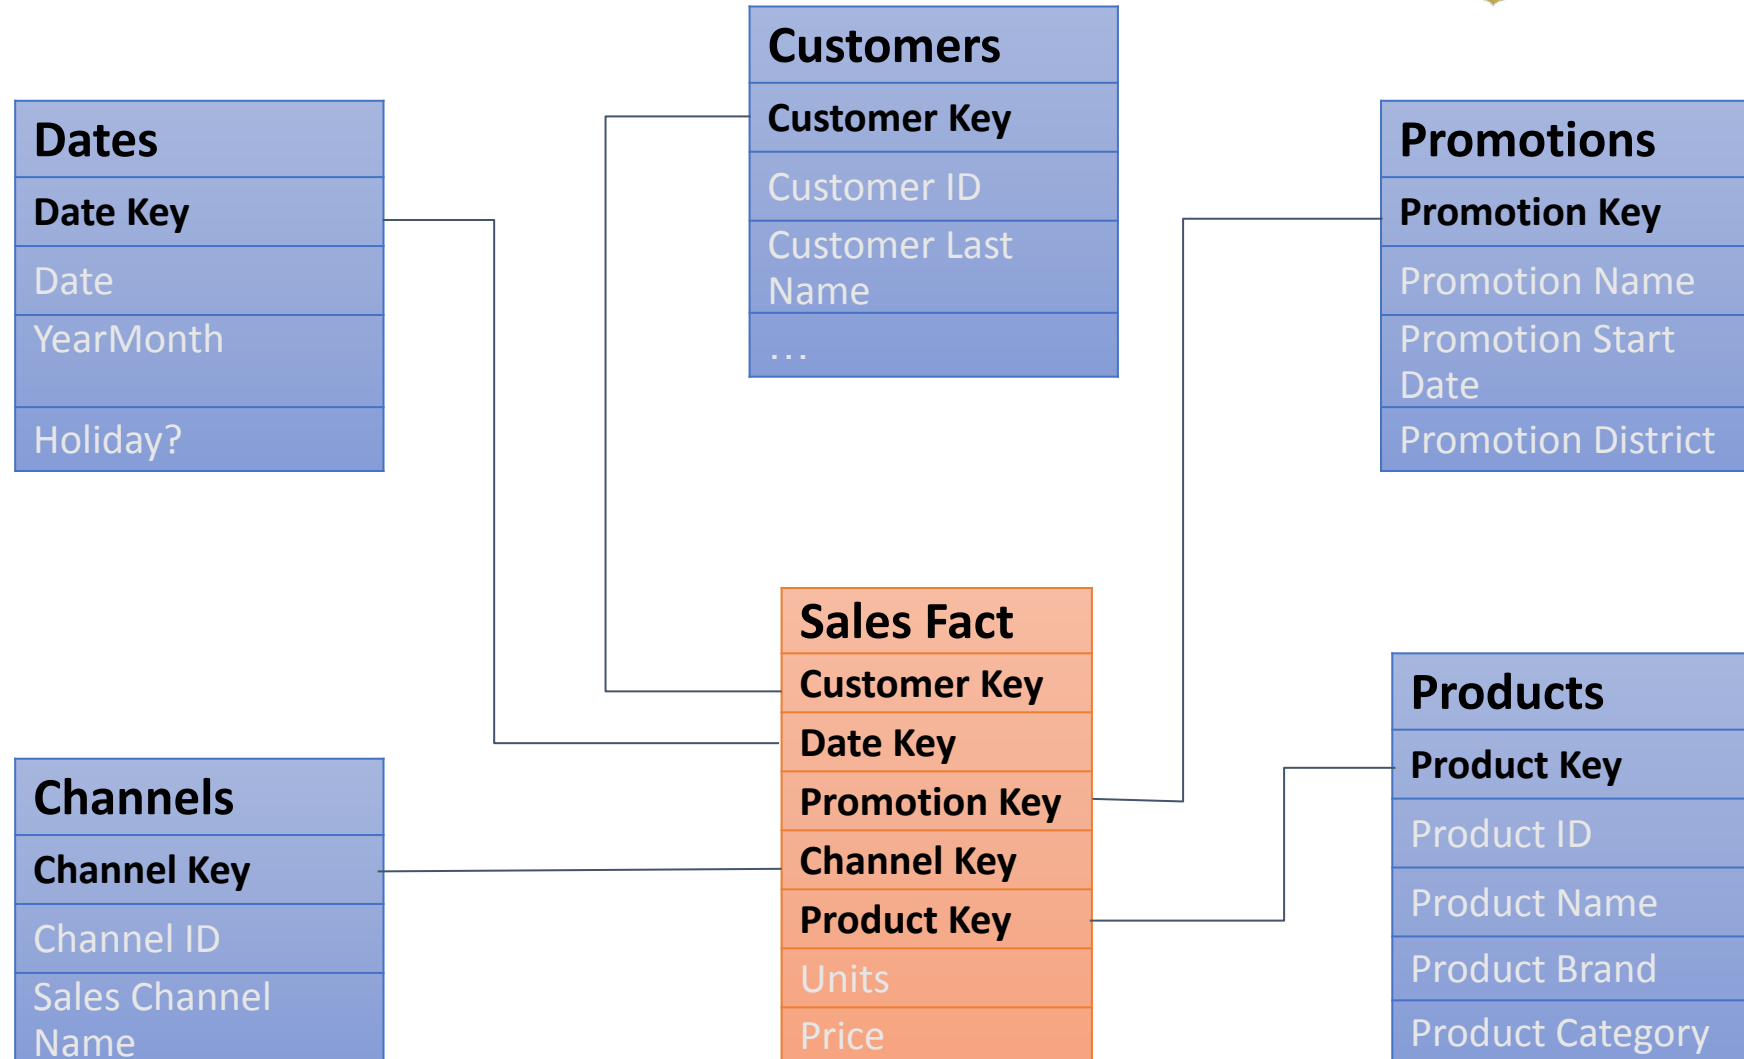 Customers
Customer Key
Customer ID
Customer Last
Name
...
Dates
Date Key
Date
YearMonth
Holiday?
Promotions
Promotion Key
Promotion Name
Promotion Start
Date
Promotion District
Sales Fact
Customer Key
Date Key
Promotion Key
Channel Key
Product Key
Units
Price
Channels
Channel Key
Channel ID
Sales Channel
Name
Products
Product Key
Product ID
Product Name
Product Brand
Product Category